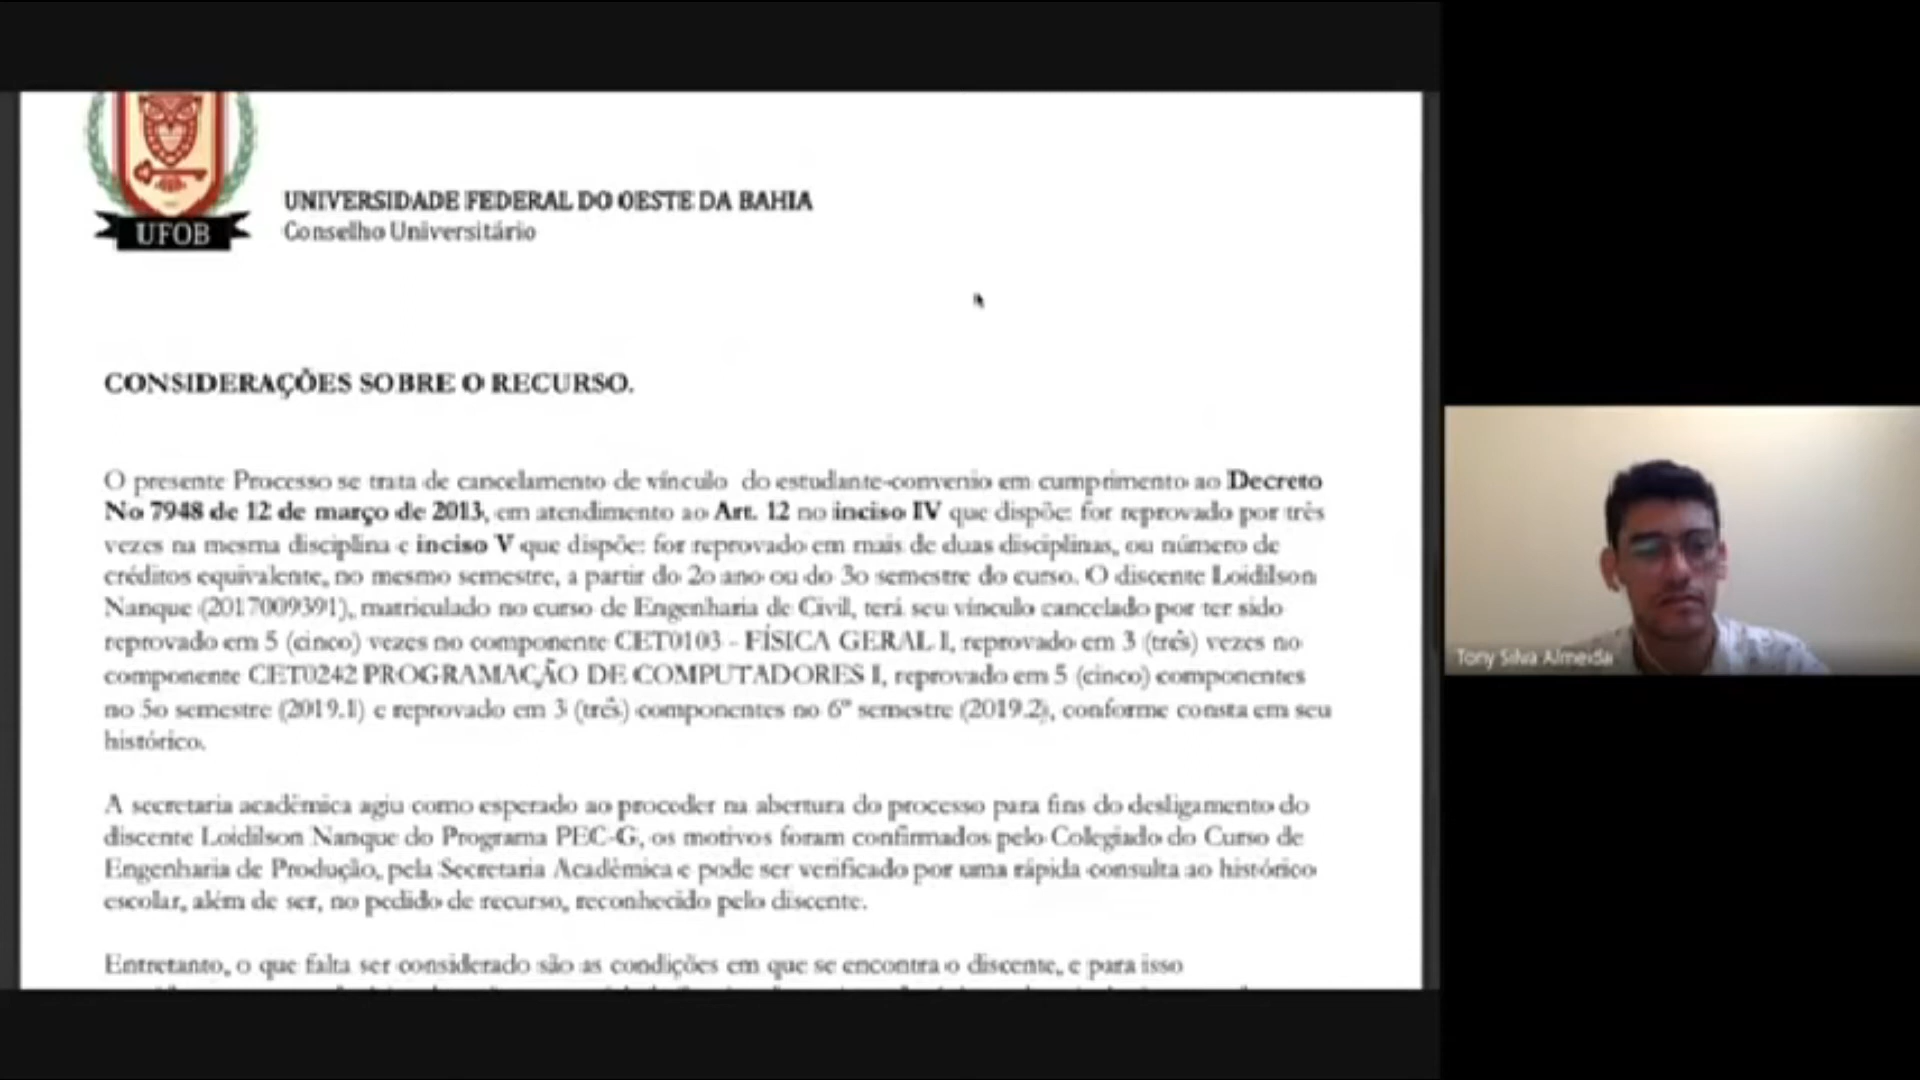 UFOB
UNIVERSIDADE FEDERAL DO OESTE DA BAHIA
Conselho Universitário
CONSIDERAÇÕES SOBRE O RECURSO.
O presente Processo se trata de cancelamento de vínculo do estudante-convenio em cumprimento ao Decreto
No 7948 de 12 de março de 2013, em atendimento ao Art. 12 no inciso IV que dispõe: for reprovado por três
vezes na mesma disciplina e inciso V que dispõe: for reprovado em mais de duas disciplinas, ou número de
créditos equivalente, no mesmo semestre, a partir do 2o ano ou do 3o semestre do curso. O discente Loidilson
Nanque (2017009391), matriculado no curso de Engenharia de Civil, terá seu vínculo cancelado por ter sido
reprovado em 5 (cinco) vezes no componente CET0103 - FÍSICA GERAL I, reprovado em 3 (três) vezes no
componente CET0242 PROGRAMAÇÃO DE COMPUTADORES I, reprovado em 5 (cinco) componentes
no 5o semestre (2019.1) e reprovado em 3 (três) componentes no 6º semestre (2019.2), conforme consta em seu
histórico.
A secretaria acadêmica agiu como esperado ao proceder na abertura do processo para fins do desligamento do
discente Loidilson Nanque do Programa PEC-G, os motivos foram confirmados pelo Colegiado do Curso de
Engenharia de Produção, pela Secretaria Acadêmica e pode ser verificado por uma rápida consulta ao histórico
escolar, além de ser, no pedido de recurso, reconhecido pelo discente.
Entretanto, o que falta ser considerado são as condições em que se encontra o discente, e para isso
Tony Silva Almeida